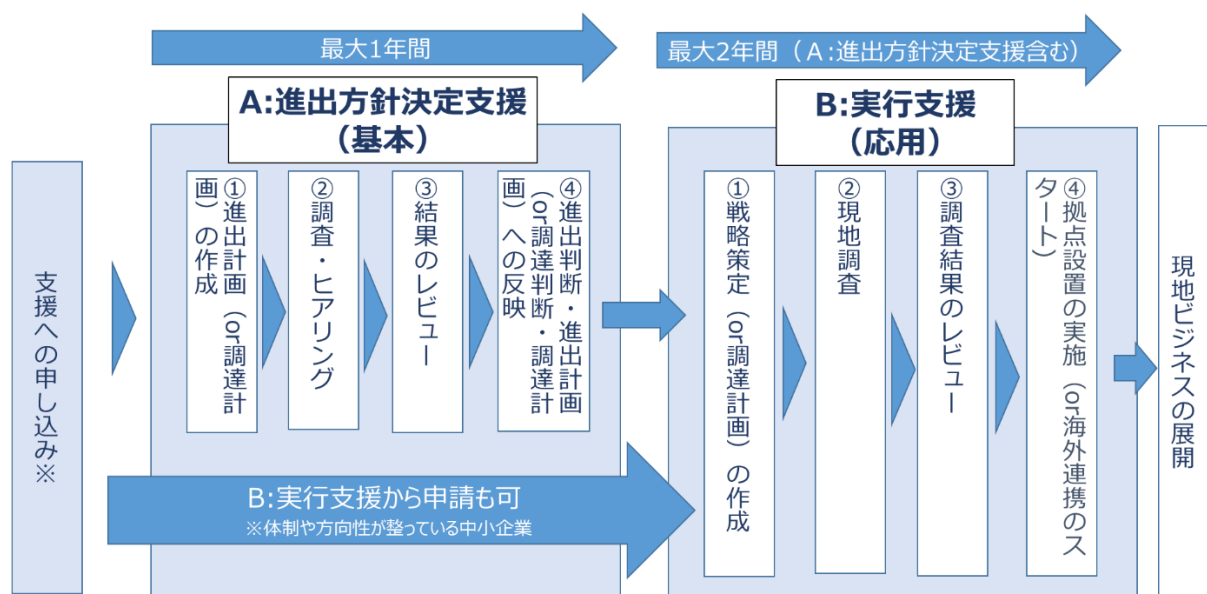 最大1年間
最大2年間（A:進出方針決定支援含む）
A:進出方針決定支援
（基本）
B:実行支援
（応用）
支援への申し込み※
①進出計画（or調達計
画）の作成
②調査・ヒアリング
③結果のレビュー
④進出判断・進出計画
（or調達判断・調達計
画）への反映
B:実行支援から申請も可
※体制や方向性が整っている中小企業
①戦略策定（or調達計画）の作成
②現地調査
③調査結果のレビュー
④拠点設置の実施（or海外連携のス
タート）
現地ビジネスの展開